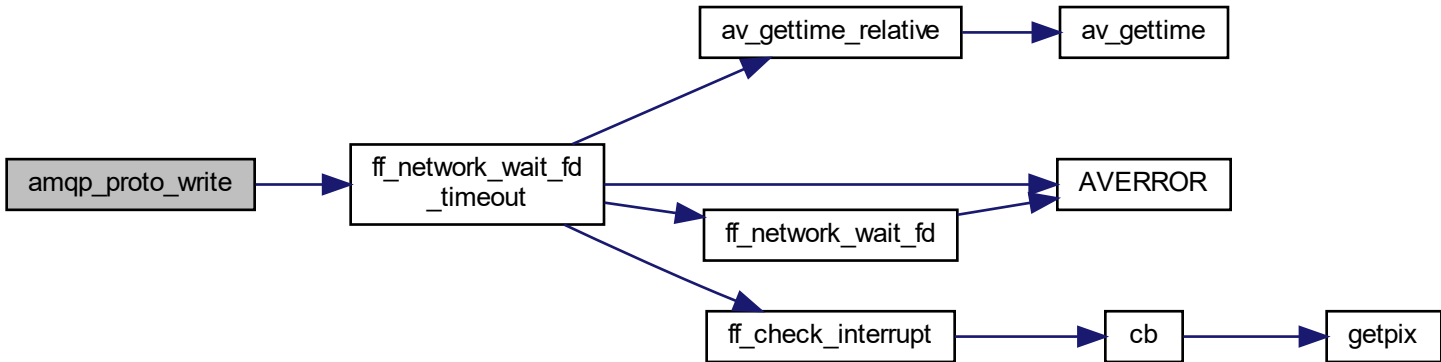 av_gettime_relative
av_gettime
amqp_proto_write
ff_network_wait_fd
_timeout
AVERROR
ff_network_wait_fd
ff_check_interrupt
cb
getpix